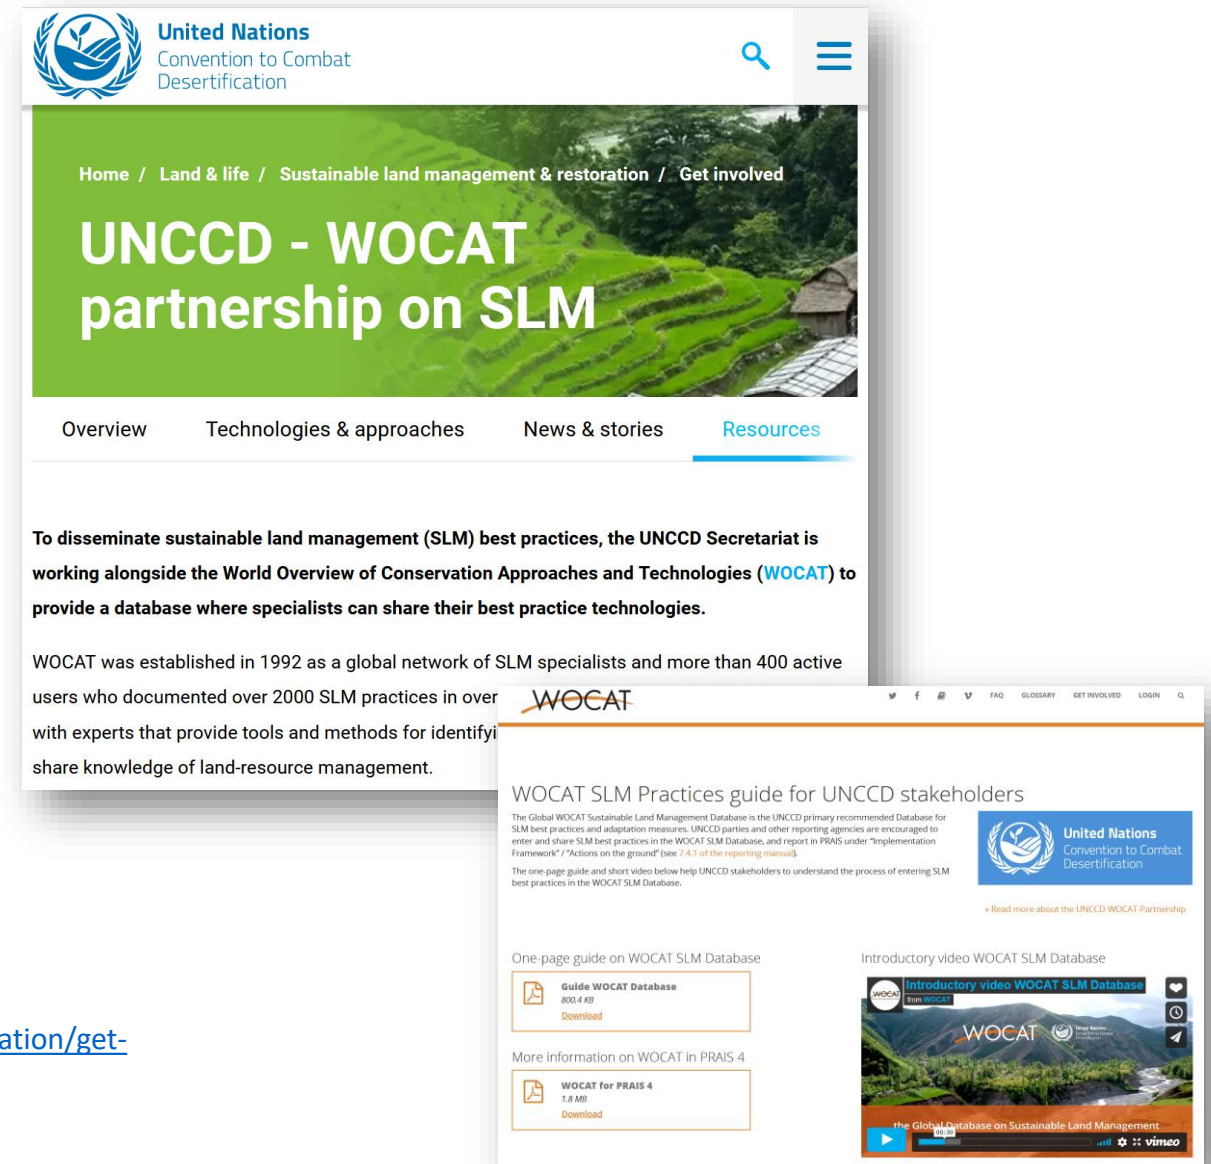 United Nations
Convention to Combat
Desertification
Home / Land & life / Sustainable land management & restoration / Get involved
UNCCD - WOCAT
partnership on SLM
Overview Technologies & approaches News & stories Resources
To disseminate sustainable land management (SLM) best practices, the UNCCD Secretariat is
working alongside the World Overview of Conservation Approaches and Technologies (WOCAT) to
provide a database where specialists can share their best practice technologies.
WOCAT was established in 1992 as a global network of SLM specialists and more than 400 active
users who documented over 2000 SLM practices in over
with experts that provide tools and methods for identifyi
share knowledge of land-resource management.
WOCAT
FAQ GLOSSARY GET INVOLVED LOGIN
WOCAT SLM Practices guide for UNCCD stakeholders
The Global WOCAT Sustainable Land Management Database is the UNCCD primary recommended Database for
SLM best practices and adaptation measures. UNCCD parties and other reporting agencies are encouraged to
enter and share SLM best practices in the WOCAT SLM Database, and report in PRAIS under "Implementation
Framework" / "Actions on the ground" (see 7.4.1 of the reporting manual).
The one-page guide and short video below help UNCCD stakeholders to understand the process of entering SLM
best practices in the WOCAT SLM Database.
United Nations
Convention to Combat
Desertification
» Read more about the UNCCD-WOCAT-Partnership
One-page guide on WOCAT SLM Database
Guide WOCAT Database
800.4 KB
Download
More information on WOCAT in PRAIS 4
WOCAT for PRAIS 4
1.8 MB
Download
Introductory video WOCAT SLM Database
WOCAT
Introductory video WOCAT SLM Database
from WOCAT
WOCAT
United Nations
the Global Database on Sustainable Land Management
00:30
vimeo
ation/get-